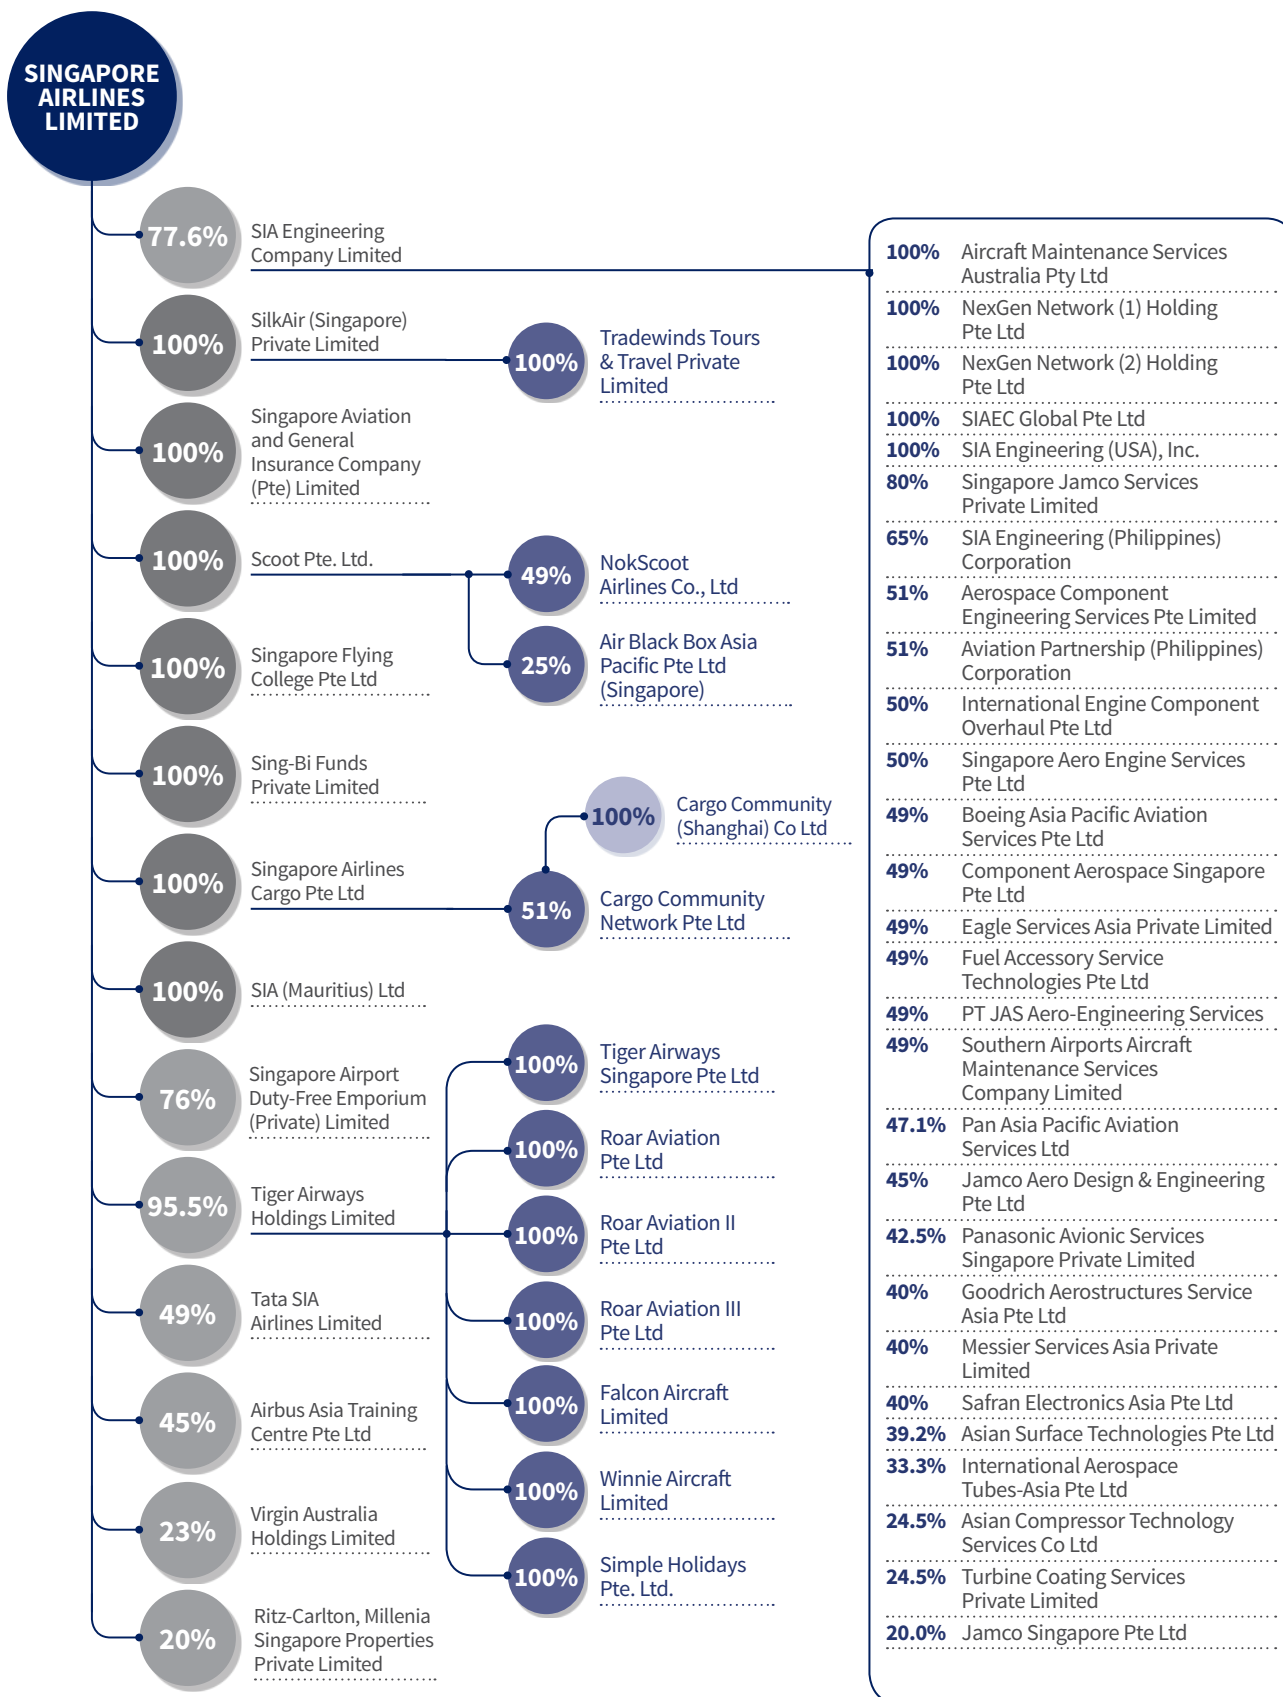 SINGAPORE
AIRLINES
LIMITED
77.6%
SIA Engineering
Company Limited
100%
SilkAir (Singapore)
Private Limited
100%
Tradewinds Tours
& Travel Private
Limited
100%
Singapore Aviation
and General
Insurance Company
(Pte) Limited
100%
Scoot Pte. Ltd.
49%
NokScoot
Airlines Co., Ltd
25%
Air Black Box Asia
Pacific Pte Ltd
(Singapore)
100%
Singapore Flying
College Pte Ltd
100%
Sing-Bi Funds
Private Limited
100%
Singapore Airlines
Cargo Pte Ltd
100%
Cargo Community
(Shanghai) Co Ltd
51%
Cargo Community
Network Pte Ltd
100%
SIA (Mauritius) Ltd
76%
Singapore Airport
Duty-Free Emporium
(Private) Limited
95.5%
Tiger Airways
Holdings Limited
100%
Tiger Airways
Singapore Pte Ltd
100%
Roar Aviation
Pte Ltd
100%
Roar Aviation II
Pte Ltd
100%
Roar Aviation III
Pte Ltd
100%
Falcon Aircraft
Limited
100%
Winnie Aircraft
Limited
100%
Simple Holidays
Pte. Ltd.
49%
Tata SIA
Airlines Limited
45%
Airbus Asia Training
Centre Pte Ltd
23%
Virgin Australia
Holdings Limited
20%
Ritz-Carlton, Millenia
Singapore Properties
Private Limited
100% Aircraft Maintenance Services
Australia Pty Ltd
100% NexGen Network (1) Holding
Pte Ltd
100% NexGen Network (2) Holding
Pte Ltd
100% SIAEC Global Pte Ltd
100% SIA Engineering (USA), Inc.
80% Singapore Jamco Services
Private Limited
65% SIA Engineering (Philippines)
Corporation
51% Aerospace Component
Engineering Services Pte Limited
51% Aviation Partnership (Philippines)
Corporation
50% International Engine Component
Overhaul Pte Ltd
50% Singapore Aero Engine Services
Pte Ltd
49% Boeing Asia Pacific Aviation
Services Pte Ltd
49% Component Aerospace Singapore
Pte Ltd
49% Eagle Services Asia Private Limited
49% Fuel Accessory Service
Technologies Pte Ltd
49% PT JAS Aero-Engineering Services
49% Southern Airports Aircraft
Maintenance Services
Company Limited
47.1% Pan Asia Pacific Aviation
Services Ltd
45% Jamco Aero Design & Engineering
Pte Ltd
42.5% Panasonic Avionic Services
Singapore Private Limited
40% Goodrich Aerostructures Service
Asia Pte Ltd
40% Messier Services Asia Private
Limited
40% Safran Electronics Asia Pte Ltd
39.2% Asian Surface Technologies Pte Ltd
33.3% International Aerospace
Tubes-Asia Pte Ltd
24.5% Asian Compressor Technology
Services Co Ltd
24.5% Turbine Coating Services
Private Limited
20.0% Jamco Singapore Pte Ltd